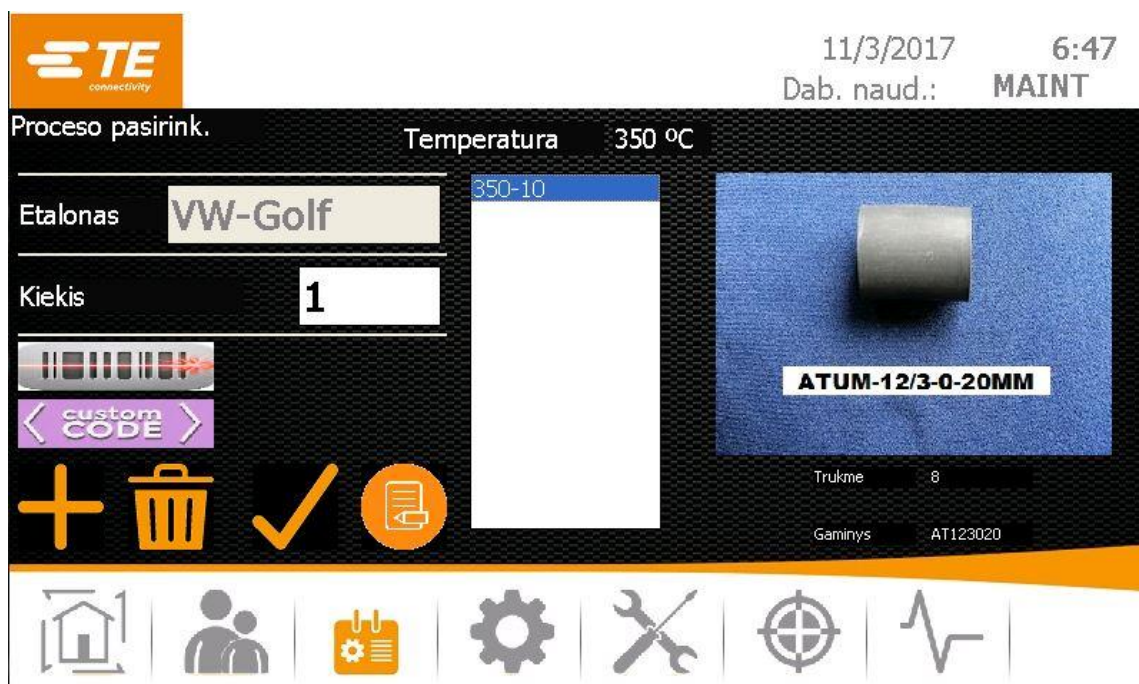 TE
connectivity
11/3/2017 6:47
Dab. naud.: MAINT
Proceso pasirink.
Temperatura 350 ºC
Etalonas VW-Golf
350-10
Kiekis 1
custom
CODE
ATUM-12/3-0-20MM
Trukme 8
Gaminys AT123020